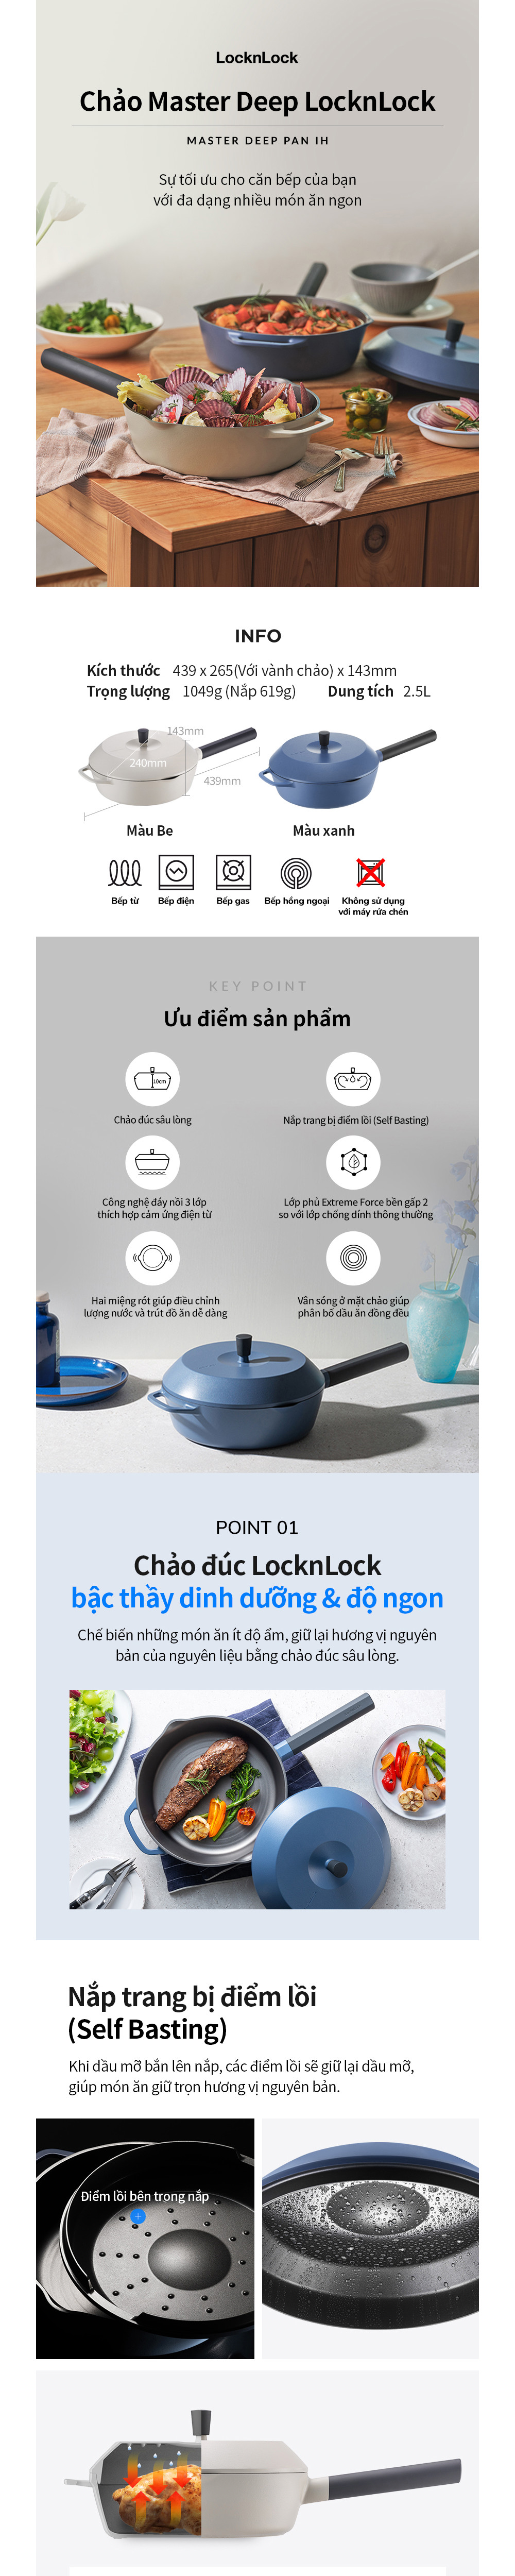 LocknLock
Chảo Master Deep LocknLock
MASTER DEEP PAN IH
Sự tối ưu cho căn bếp của bạn
với đa dạng nhiều món ăn ngon
INFO
Kích thước 439 x 265(Với vành chảo) x 143mm
Trọng lượng 1049g (Nắp 619g) Dung tích 2.5L
143mm
240mm
439mm
Màu Be
Màu xanh
Bếp từ
Bếp điện
Bếp gas
Bếp hồng ngoại
Không sử dụng
với máy rửa chén
KEY POINT
Ưu điểm sản phẩm
10cm
Chảo đúc sâu lòng
Nắp trang bị điểm lồi (Self Basting)
Công nghệ đáy nồi 3 lớp
thích hợp cảm ứng điện từ
Lớp phủ Extreme Force bền gấp 2
so với lớp chống dính thông thường
Hai miệng rót giúp điều chỉnh
lượng nước và trút đồ ăn dễ dàng
Vân sóng ở mặt chảo giúp
phân bố dầu ăn đồng đều
POINT 01
Chảo đúc LocknLock
bậc thầy dinh dưỡng & độ ngon
Chế biến những món ăn ít độ ẩm, giữ lại hương vị nguyên
bản của nguyên liệu bằng chảo đúc sâu lòng.
Nắp trang bị điểm lồi
(Self Basting)
Khi dầu mỡ bắn lên nắp, các điểm lồi sẽ giữ lại dầu mỡ,
giúp món ăn giữ trọn hương vị nguyên bản.
Điểm lồi bên trong nắp